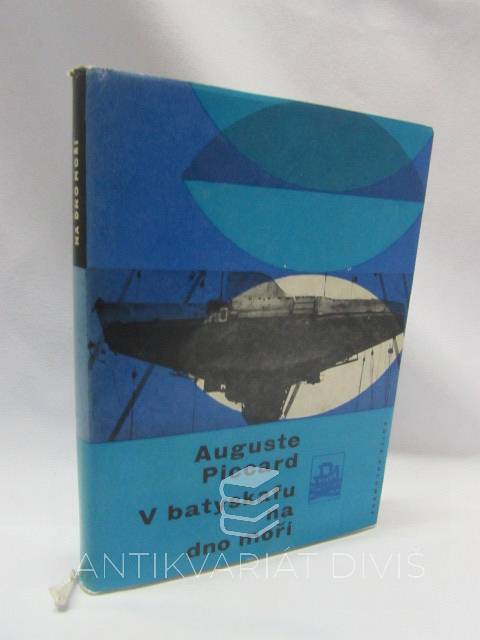 NA DNO MOŘÍ
Auguste
Piccard
V batyskafu
na
dno moří
ANTIKVARIÁT DIVIŠ